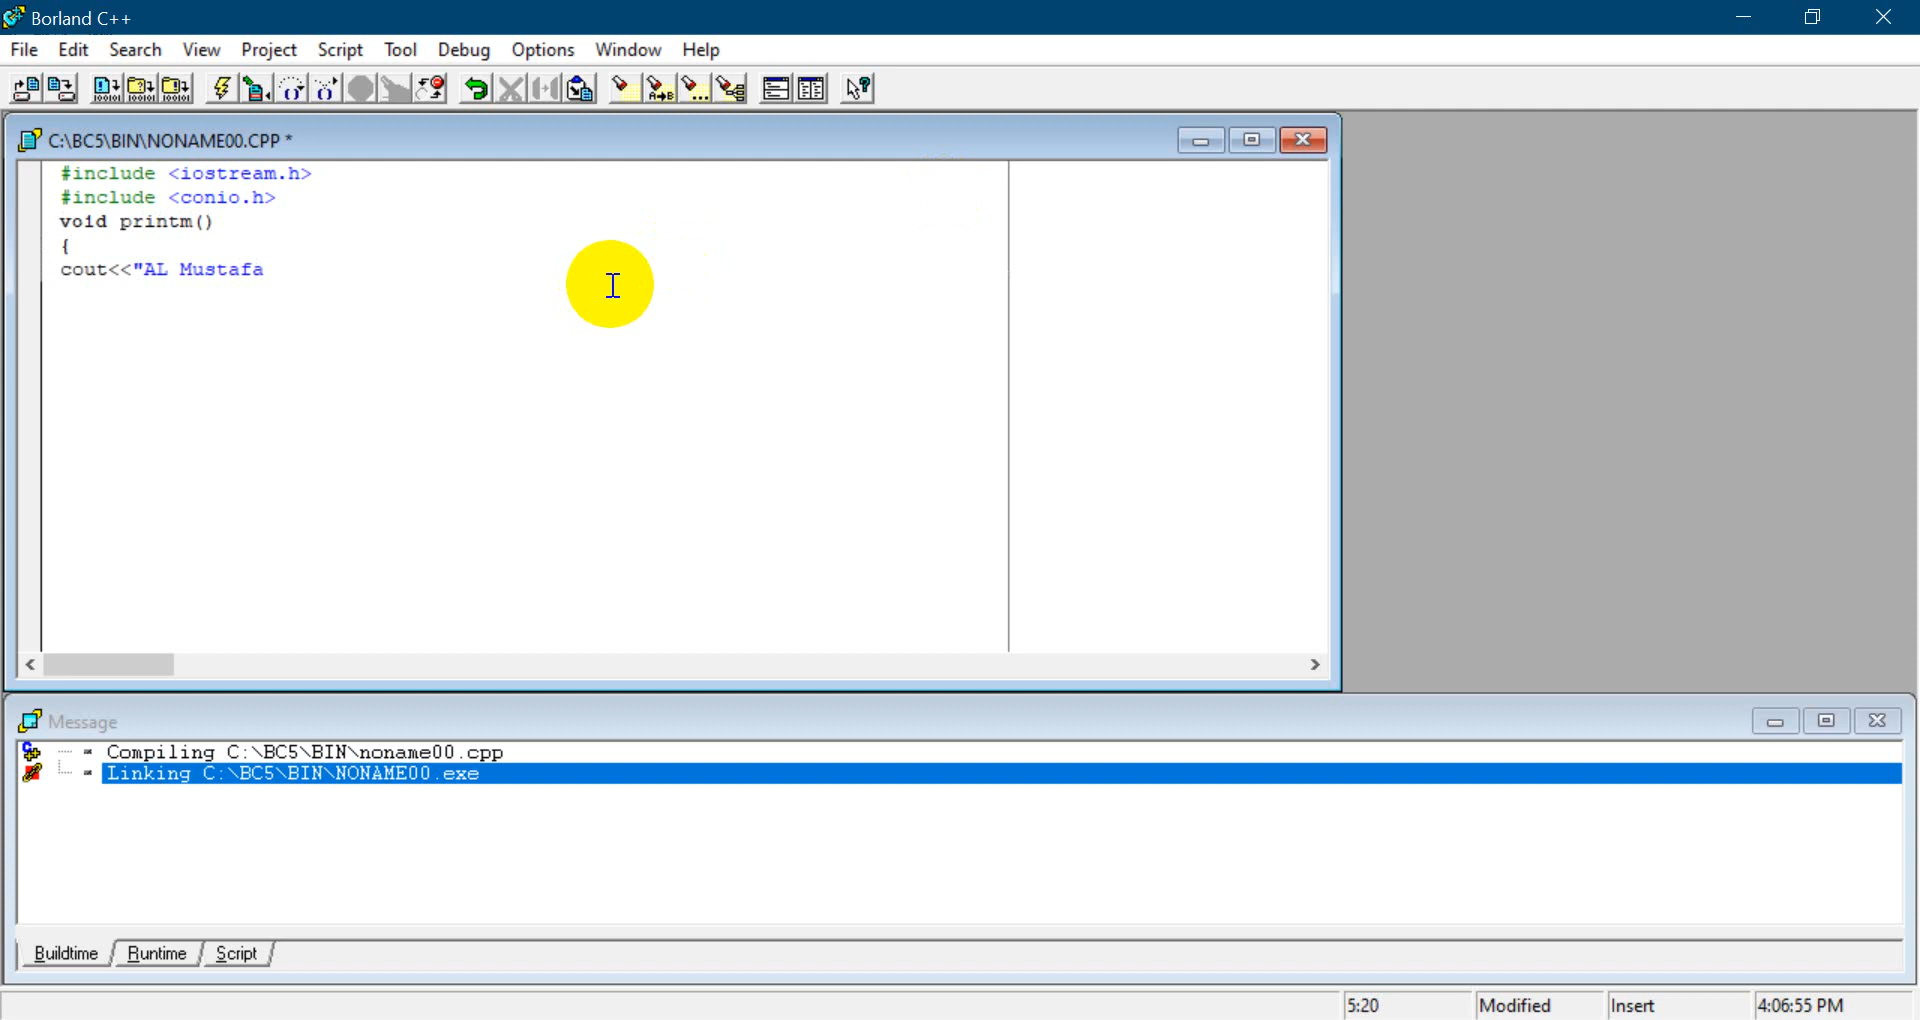 Borland C++
File Edit Search View Project Script Tool Debug Options Window Help
C:\BC5\BIN\NONAME00.CPP *
#include <iostream.h>
#include <conio.h>
void printm()
{
cout<<"AL Mustafa
Message
Compiling C:\BC5\BIN\noname00.cpp
Linking C:\BC5\BIN\NONAME00.exe
Buildtime Runtime Script
5:20 Modified Insert 4:06:55 PM